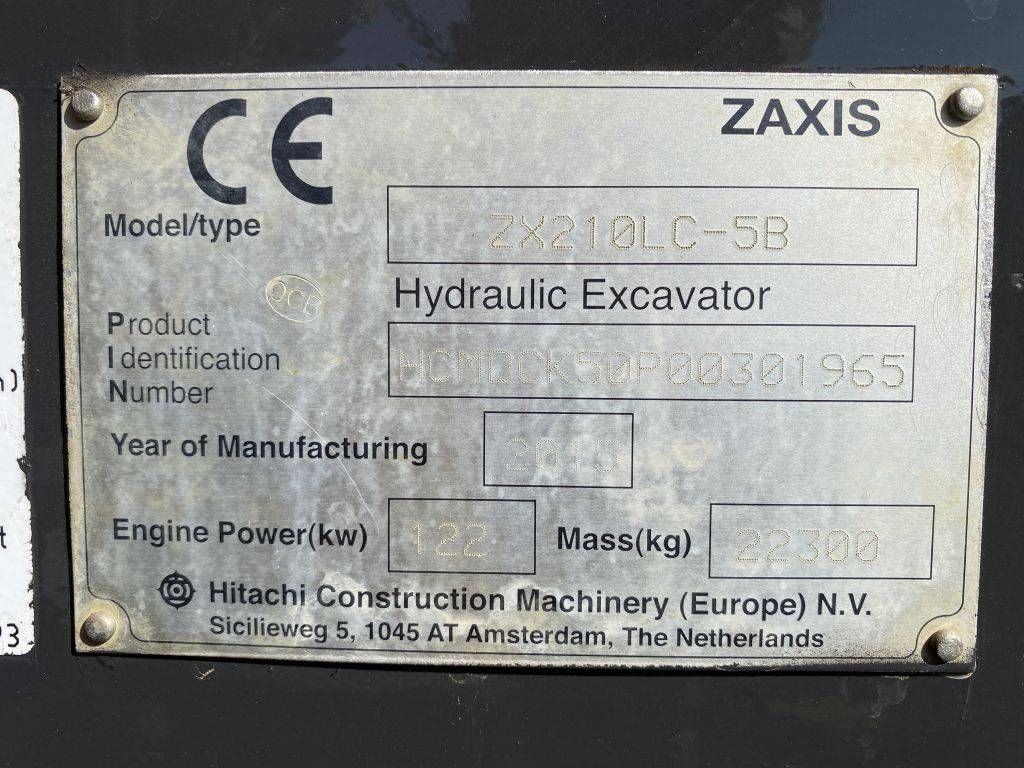 CE ZAXIS
Model/type ZX210LC-5B
OCB
Hydraulic Excavator
Product
Identification HCMDCK50P00301965
Number
Year of Manufacturing 2015
Engine Power(kw) 122 Mass(kg) 22300
Hitachi Construction Machinery (Europe) N.V.
Sicilieweg 5, 1045 AT Amsterdam, The Netherlands